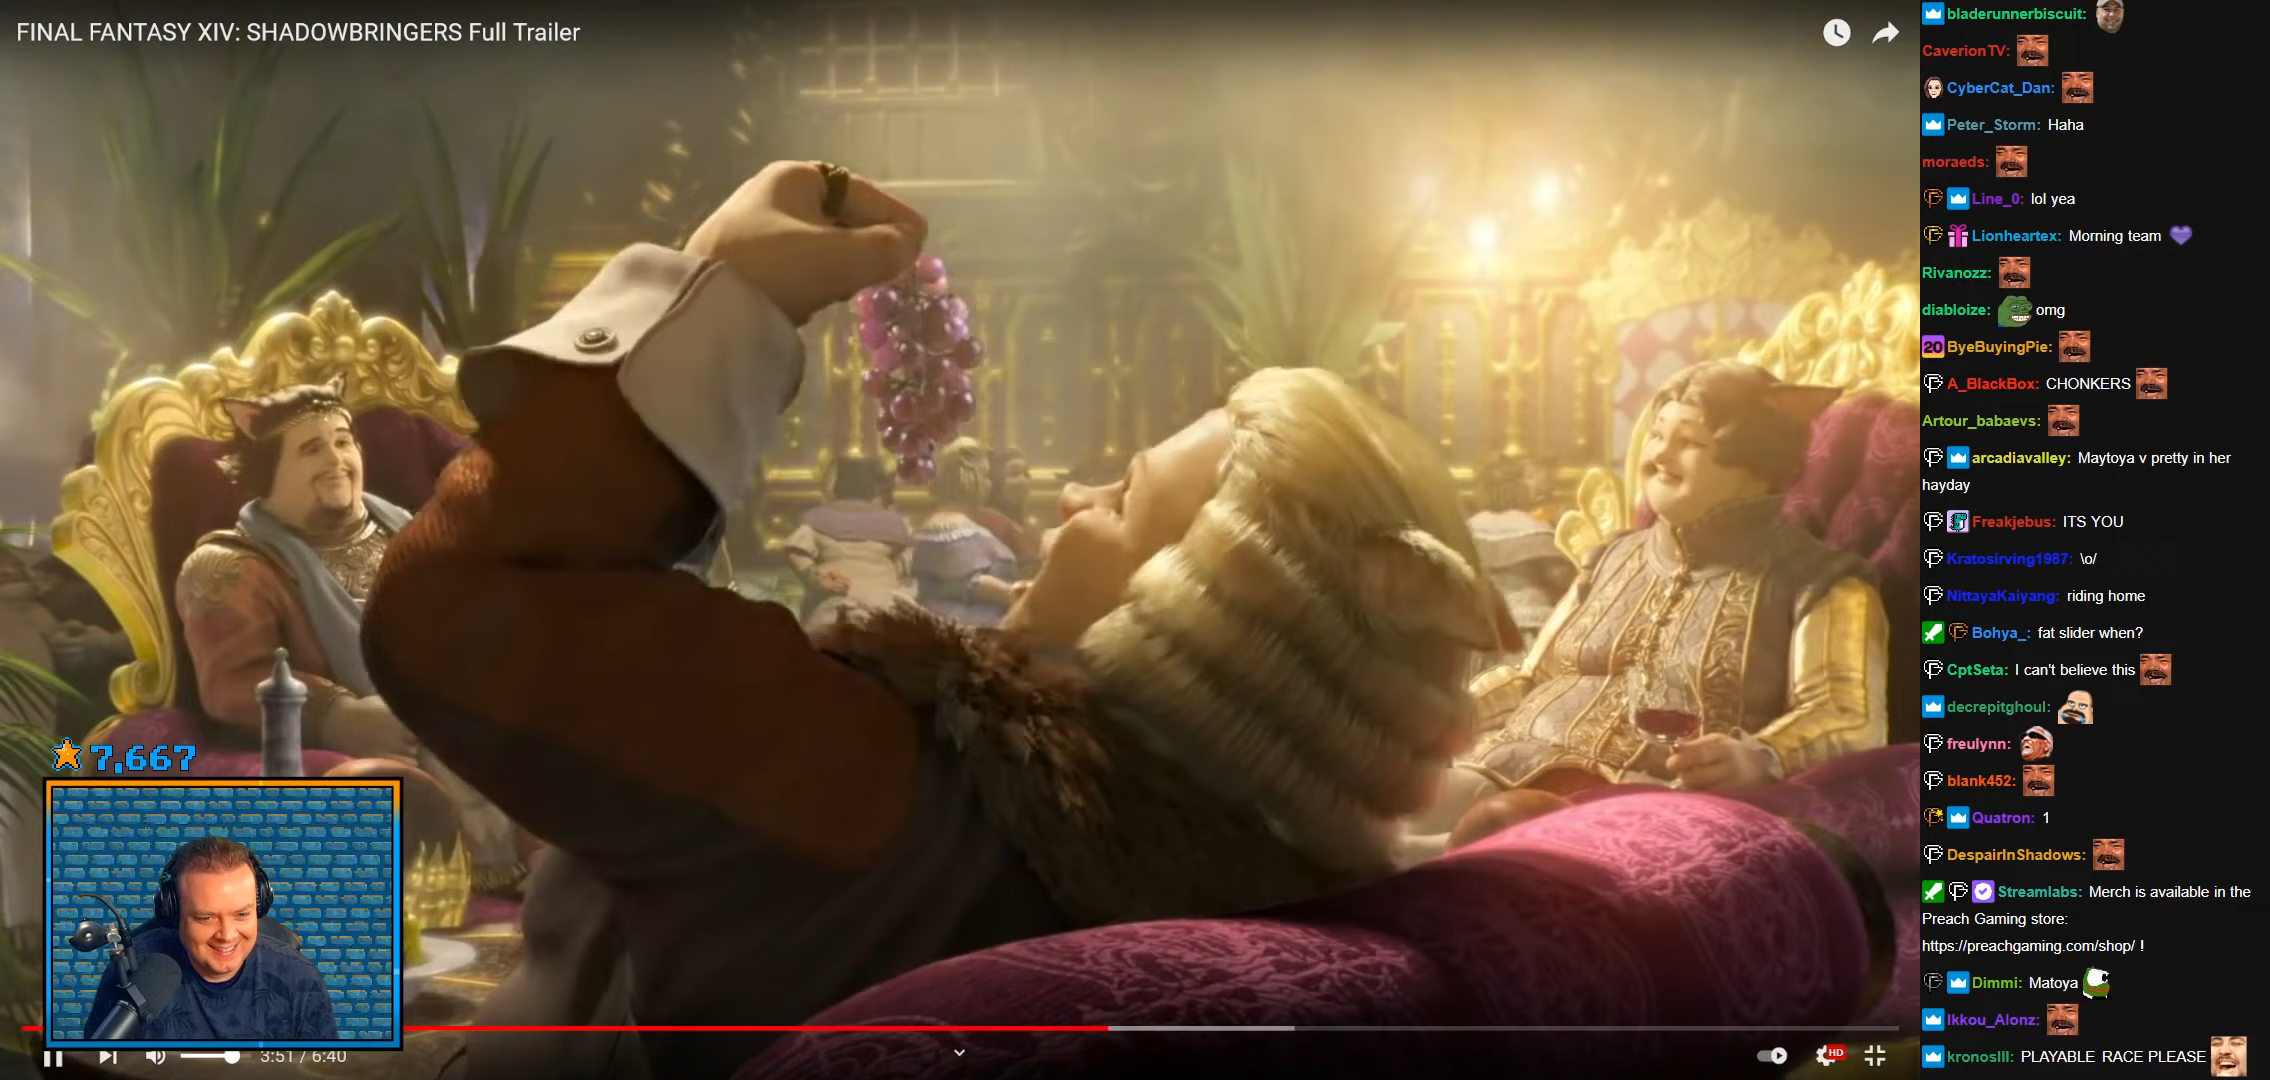 FINAL FANTASY XIV: SHADOWBRINGERS Full Trailer
7,667
3:51 / 6:40
HD
bladerunnerbiscuit:
CaverionTV:
CyberCat_Dan:
Peter_Storm: Haha
moraeds:
Line_0: lol yea
Lionheartex: Morning team
Rivanozz:
diabloize: omg
20 ByeBuyingPie:
A_BlackBox: CHONKERS
Artour_babaevs:
arcadiavalley: Maytoya v pretty in her
hayday
Freakjebus: ITS YOU
Kratosirving1987: \o/
NittayaKaiyang: riding home
Bohya_: fat slider when?
CptSeta: I can't believe this
decrepitghoul:
freulynn:
blank452:
Quatron: 1
DespairInShadows:
Streamlabs: Merch is available in the
Preach Gaming store:
https://preachgaming.com/shop/ !
Dimmi: Matoya
Ikkou_Alonz:
kronosIII: PLAYABLE RACE PLEASE